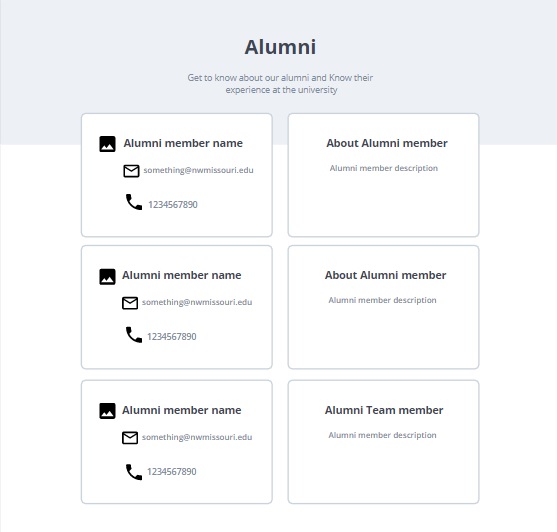 Alumni
Get to know about our alumni and Know their
experience at the university
Alumni member name
something@nwmissouri.edu
1234567890
About Alumni member
Alumni member description
Alumni member name
something@nwmissouri.edu
1234567890
About Alumni member
Alumni member description
Alumni member name
something@nwmissouri.edu
1234567890
Alumni Team member
Alumni member description